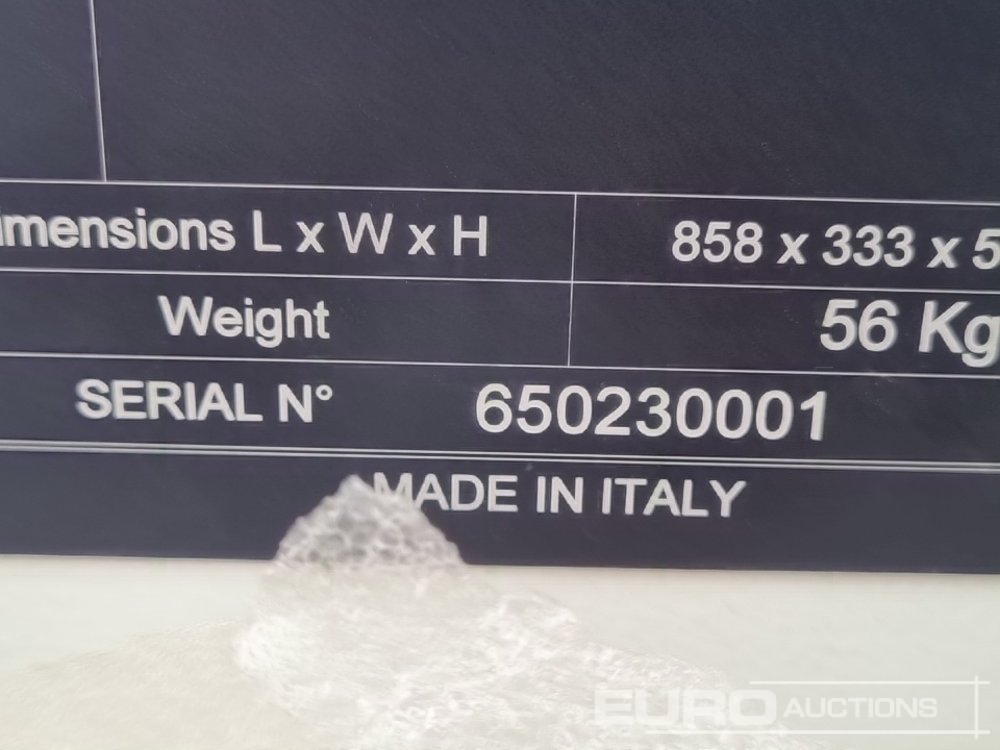 imensions L x W x H 858 x 333 x 5
Weight 56 Kg
SERIAL N° 650230001
MADE IN ITALY
EURO AUCTIONS